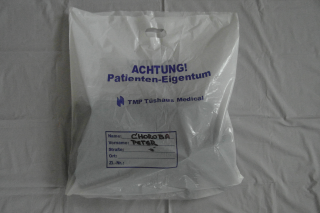 ACHTUNG!
Patienten-Eigentum
TMP Tüshaus Medical
Name: CHOROBA
Vorname: PETER
Straße:
Ort: